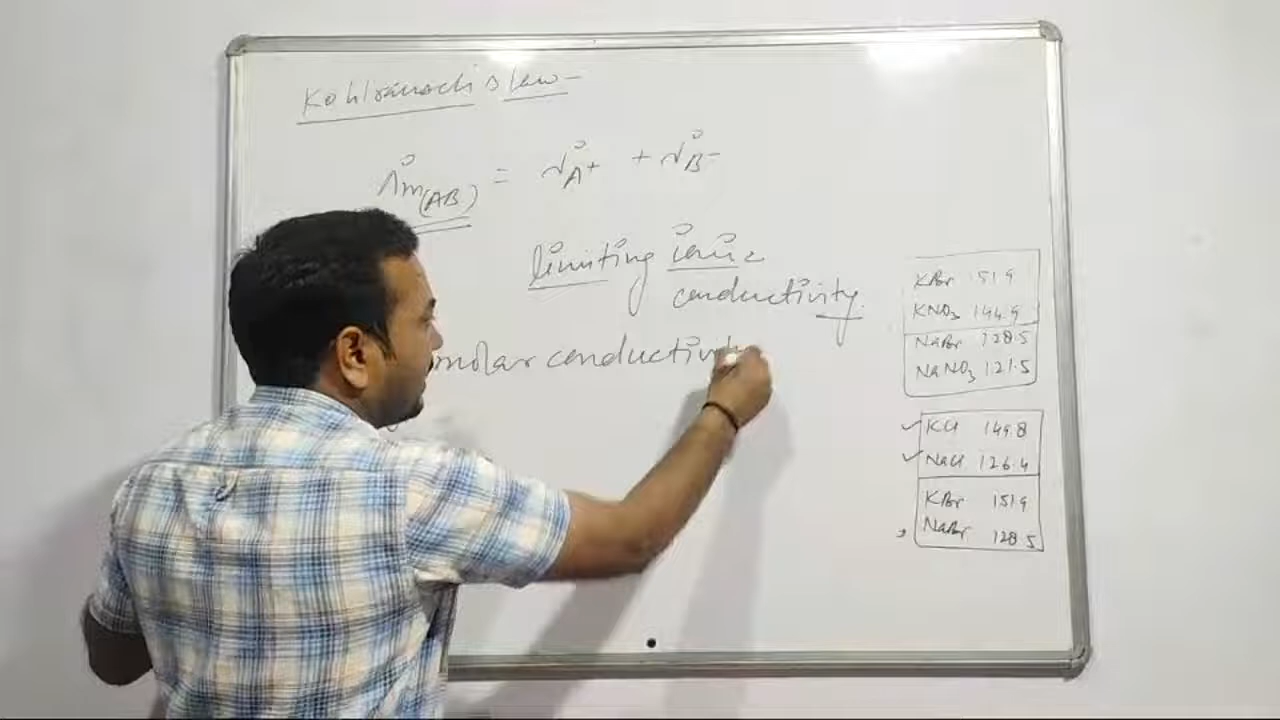 Kohlrausch's law -
Λ°m(AB) = λ°A+ + λ°B-
limiting ionic
conductivity.
molar conductivity
KBr 151.9
KNO3 144.9
NaBr 128.5
NaNO3 121.5
KCl 149.8
NaCl 126.4
KBr 151.9
NaBr 128.5